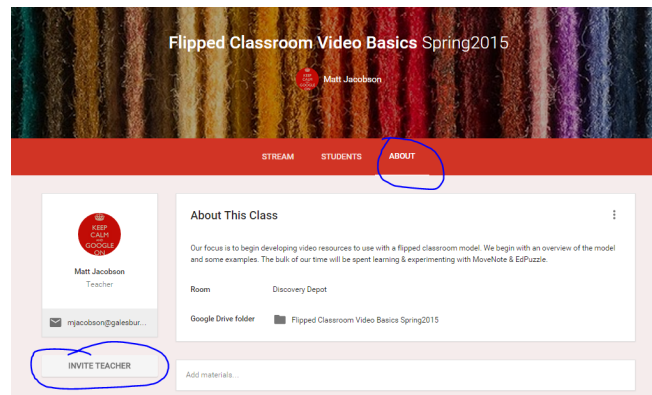 Flipped Classroom Video Basics Spring2015
KEEP
CALM
AND
GOOGLE
ON
Matt Jacobson
STREAM
STUDENTS
ABOUT
KEEP
CALM
AND
GOOGLE
ON
Matt Jacobson
Teacher
mjacobson@galesbur...
INVITE TEACHER
About This Class
Our focus is to begin developing video resources to use with a flipped classroom model. We begin with an overview of the model
and some examples. The bulk of our time will be spent learning & experimenting with MoveNote & EdPuzzle.
Room Discovery Depot
Google Drive folder Flipped Classroom Video Basics Spring2015
Add materials...